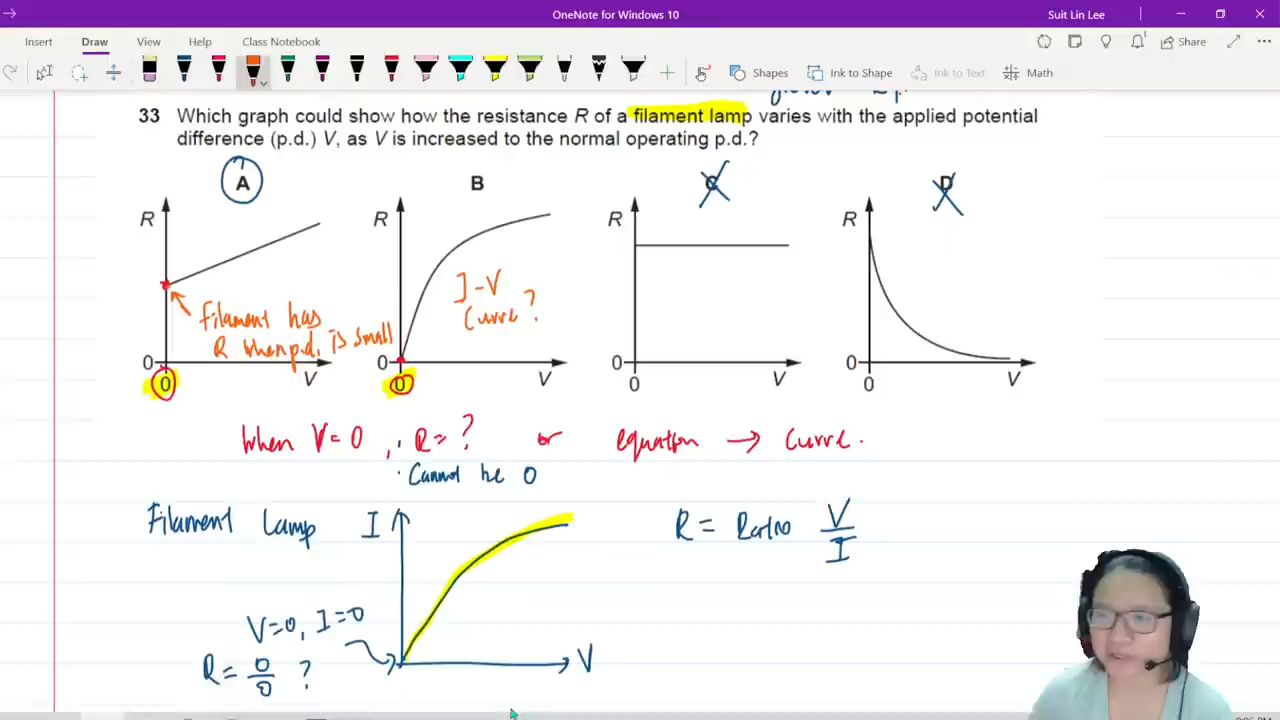 OneNote for Windows 10
Suit Lin Lee
Insert Draw View Help Class Notebook
Share
Shapes Ink to Shape Ink to Text Math
33 Which graph could show how the resistance R of a filament lamp varies with the applied potential
difference (p.d.) V, as V is increased to the normal operating p.d.?
A B C D
R R R R
I-V
Curve?
Filament has
R when p.d. is small
0 0 0 0
0 V 0 V 0 V 0 V
When V=0, R=? or equation → curve.
Cannot be 0
Filament lamp I
R = Ratio V/I
V=0, I=0
R = 0/0 ?
V